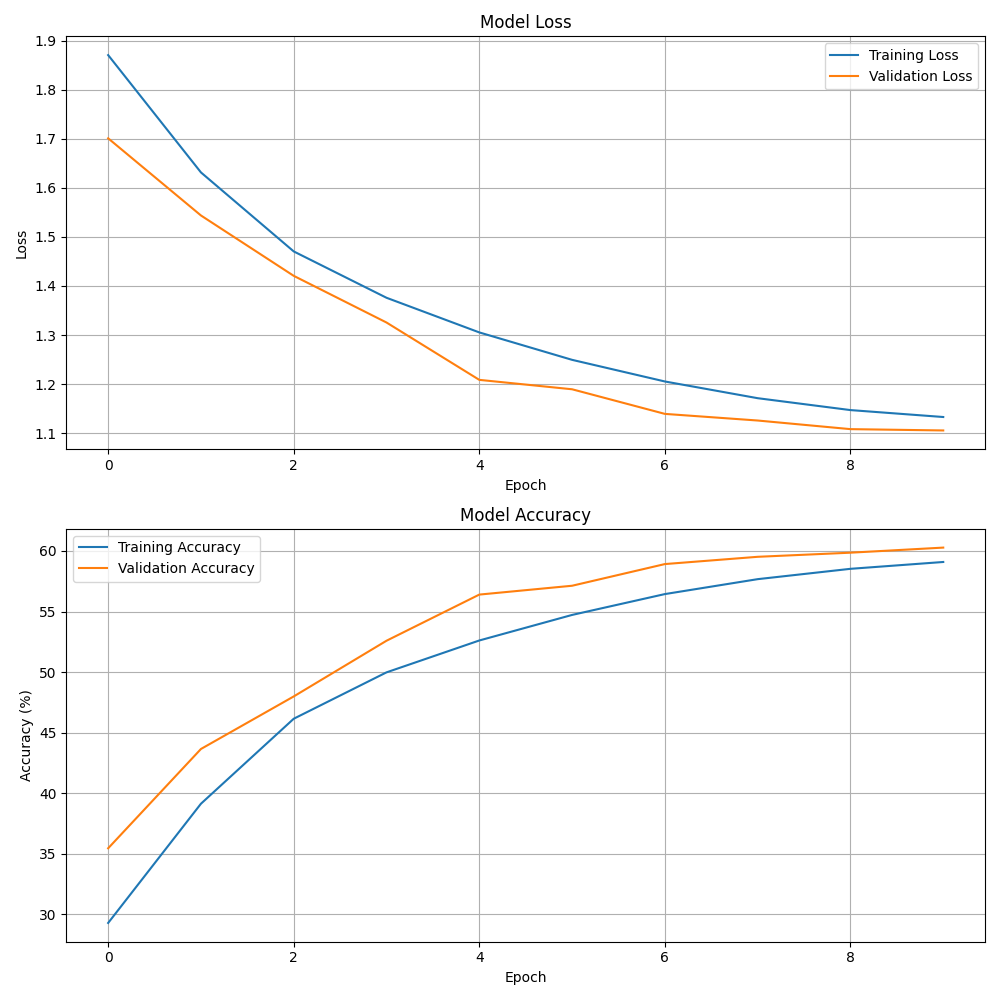 Model Loss
1.9
1.8
1.7
1.6
1.5
1.4
1.3
1.2
1.1
Loss
Training Loss
Validation Loss
0 2 4 6 8
Epoch
Model Accuracy
60
55
50
45
40
35
30
Accuracy (%)
Training Accuracy
Validation Accuracy
0 2 4 6 8
Epoch